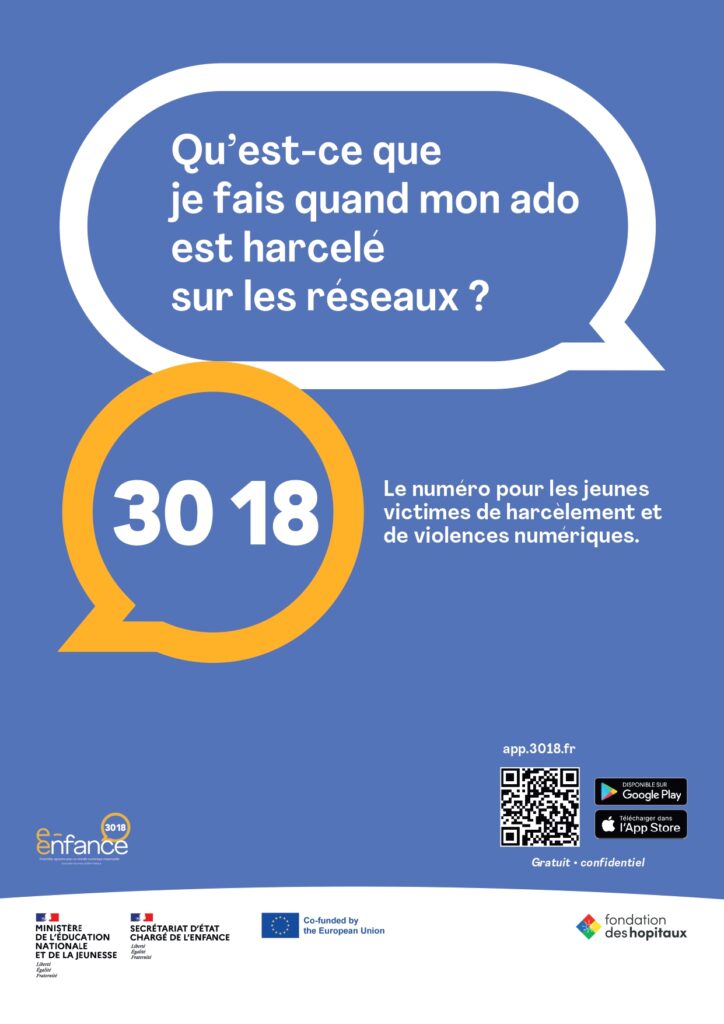 Qu’est-ce que
je fais quand mon ado
est harcelé
sur les réseaux ?
30 18
Le numéro pour les jeunes
victimes de harcèlement et
de violences numériques.
app.3018.fr
DISPONIBLE SUR
Google Play
Télécharger dans
l’App Store
Gratuit • confidentiel
3018
e-enfance
MINISTÈRE
DE L’ÉDUCATION
NATIONALE
ET DE LA JEUNESSE
Liberté
Égalité
Fraternité
SECRÉTARIAT D’ÉTAT
CHARGÉ DE L’ENFANCE
Liberté
Égalité
Fraternité
Co-funded by
the European Union
fondation
des hopitaux